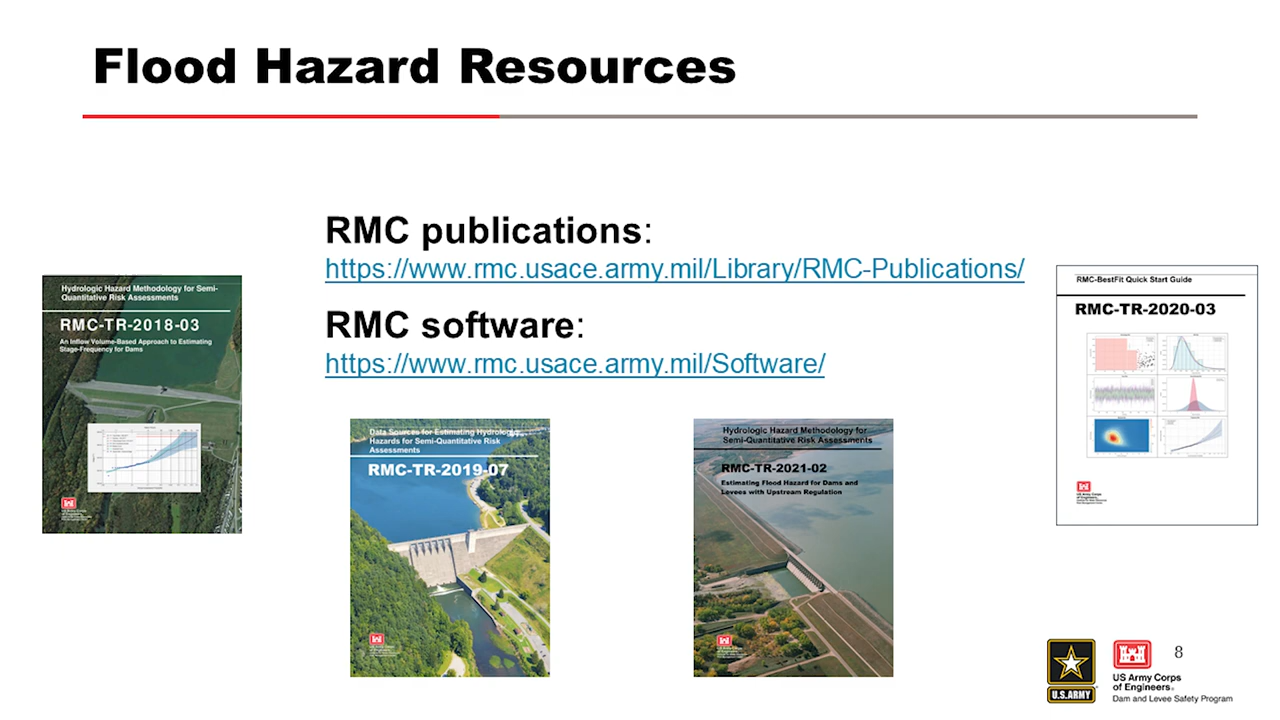 Flood Hazard Resources
RMC publications:
https://www.rmc.usace.army.mil/Library/RMC-Publications/
RMC software:
https://www.rmc.usace.army.mil/Software/
Hydrologic Hazard Methodology for Semi-
Quantitative Risk Assessments
RMC-TR-2018-03
An Inflow Volume-Based Approach to Estimating
Stage-Frequency for Dams
Data Sources for Estimating Hydrologic
Hazards for Semi-Quantitative Risk
Assessments
RMC-TR-2019-07
Hydrologic Hazard Methodology for
Semi-Quantitative Risk Assessments
RMC-TR-2021-02
Estimating Flood Hazard for Dams and
Levees with Upstream Regulation
RMC-BestFit Quick Start Guide
RMC-TR-2020-03
US Army Corps
of Engineers
U.S.ARMY
US Army Corps
of Engineers®
Dam and Levee Safety Program
8